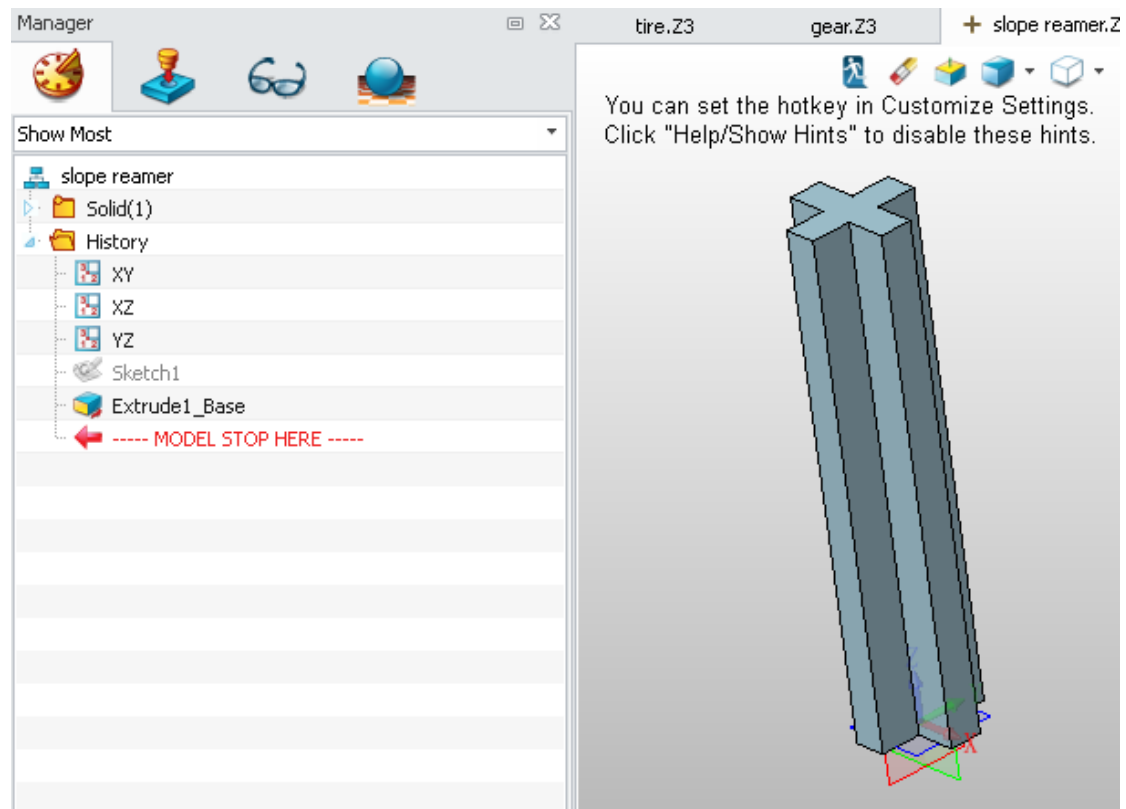 Manager
tire.Z3
gear.Z3
slope reamer.Z
You can set the hotkey in Customize Settings.
Click "Help/Show Hints" to disable these hints.
Show Most
slope reamer
Solid(1)
History
XY
XZ
YZ
Sketch1
Extrude1_Base
----- MODEL STOP HERE -----
Z
X